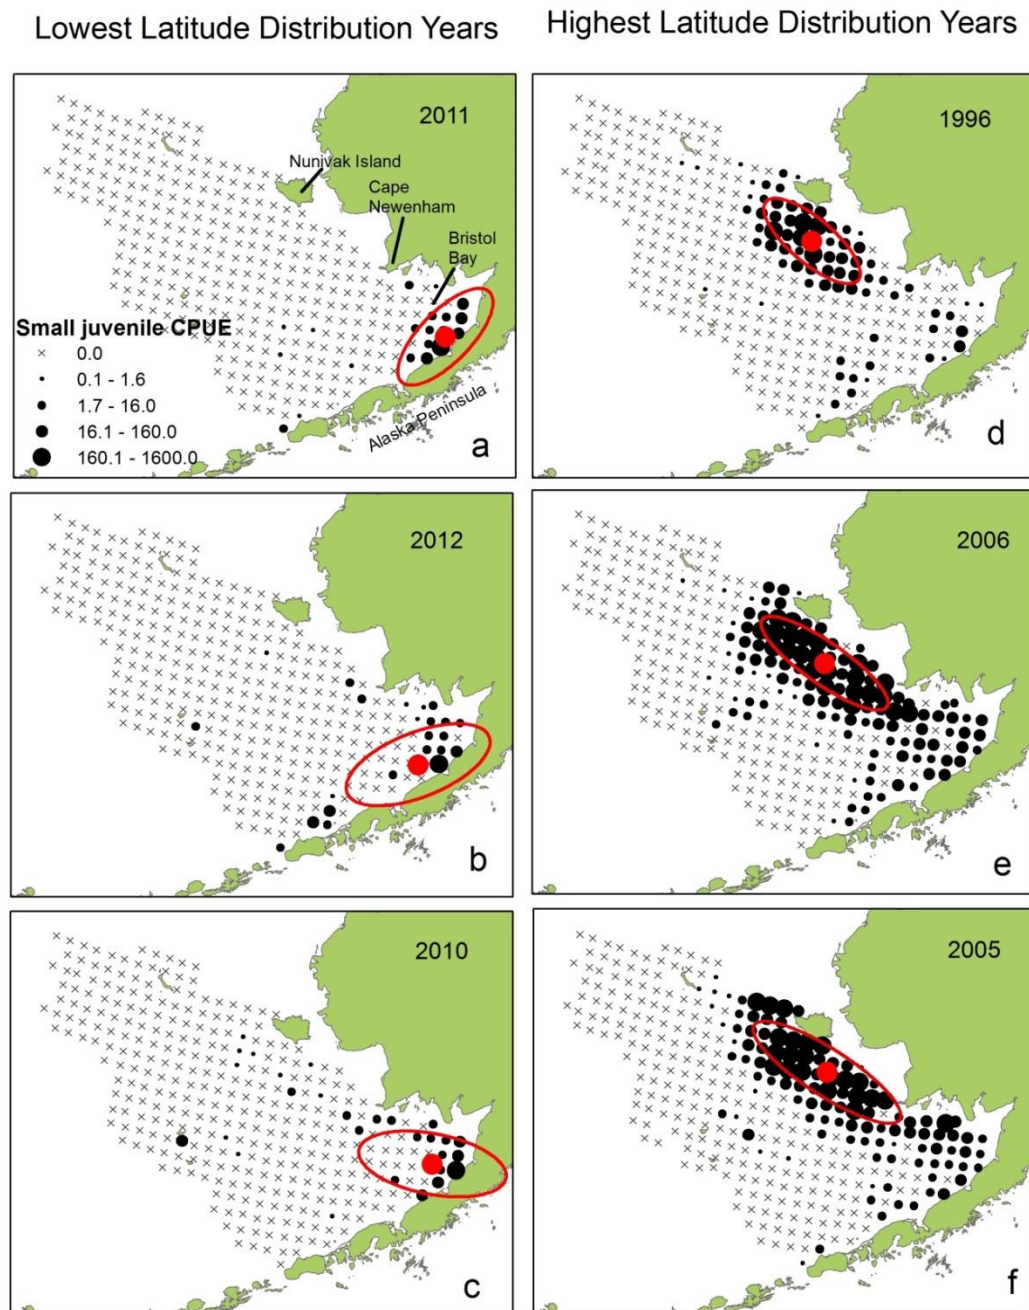 Lowest Latitude Distribution Years
Highest Latitude Distribution Years
2011
Nunivak Island
Cape
Newenham
Bristol
Bay
Small juvenile CPUE
0.0
0.1 - 1.6
1.7 - 16.0
16.1 - 160.0
160.1 - 1600.0
Alaska Peninsula
a
1996
d
2012
b
2006
e
2010
c
2005
f